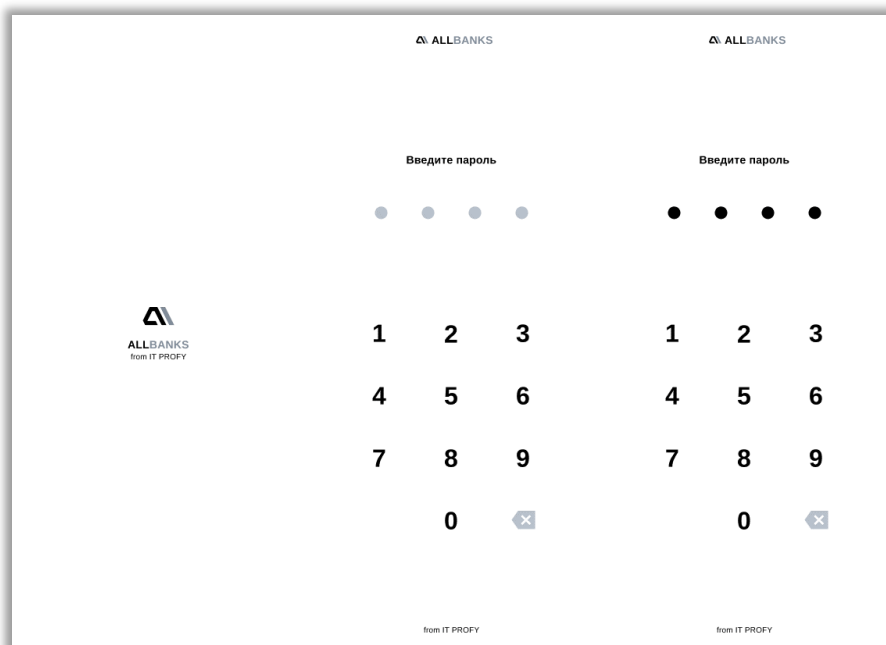 ALLBANKS
from IT PROFY
ALLBANKS
Введите пароль
1 2 3
4 5 6
7 8 9
0
from IT PROFY
ALLBANKS
Введите пароль
1 2 3
4 5 6
7 8 9
0
from IT PROFY